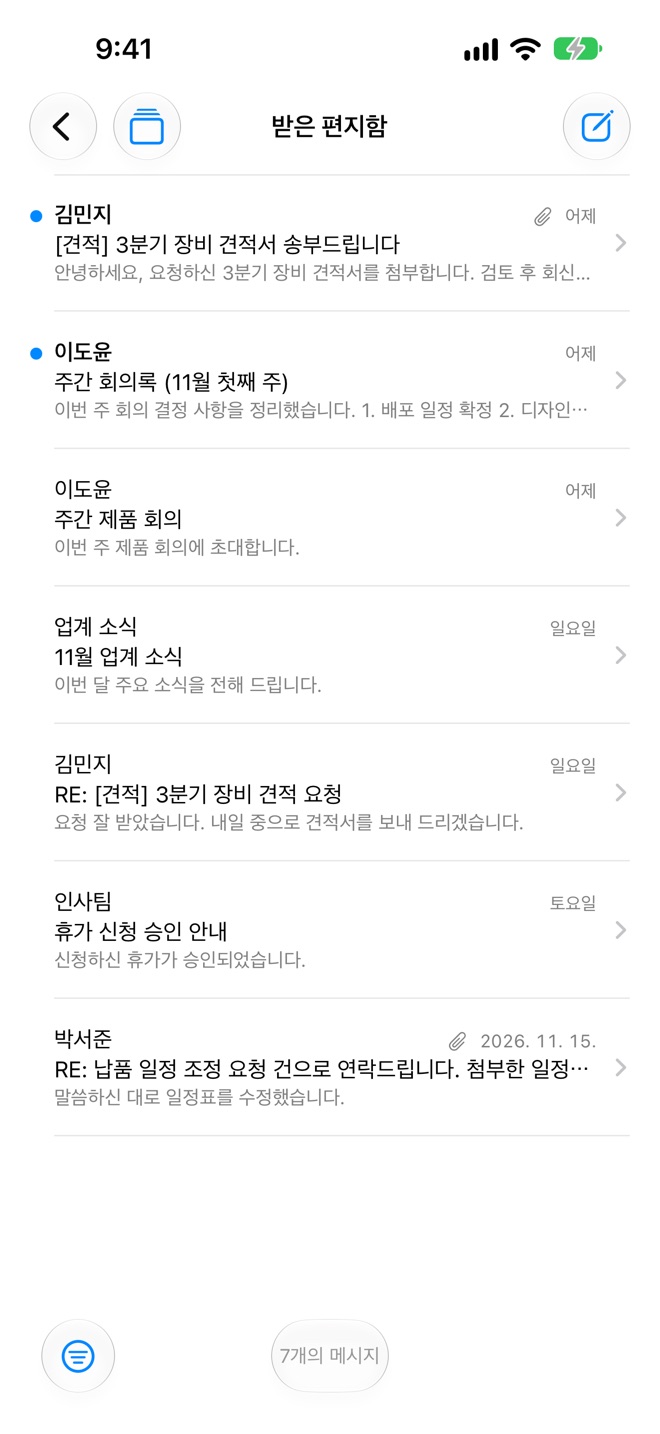 9:41
받은 편지함
김민지
어제
[견적] 3분기 장비 견적서 송부드립니다
안녕하세요, 요청하신 3분기 장비 견적서를 첨부합니다. 검토 후 회신...
이도윤
어제
주간 회의록 (11월 첫째 주)
이번 주 회의 결정 사항을 정리했습니다. 1. 배포 일정 확정 2. 디자인…
이도윤
어제
주간 제품 회의
이번 주 제품 회의에 초대합니다.
업계 소식
일요일
11월 업계 소식
이번 달 주요 소식을 전해 드립니다.
김민지
일요일
RE: [견적] 3분기 장비 견적 요청
요청 잘 받았습니다. 내일 중으로 견적서를 보내 드리겠습니다.
인사팀
토요일
휴가 신청 승인 안내
신청하신 휴가가 승인되었습니다.
박서준
2026. 11. 15.
RE: 납품 일정 조정 요청 건으로 연락드립니다. 첨부한 일정…
말씀하신 대로 일정표를 수정했습니다.
7개의 메시지